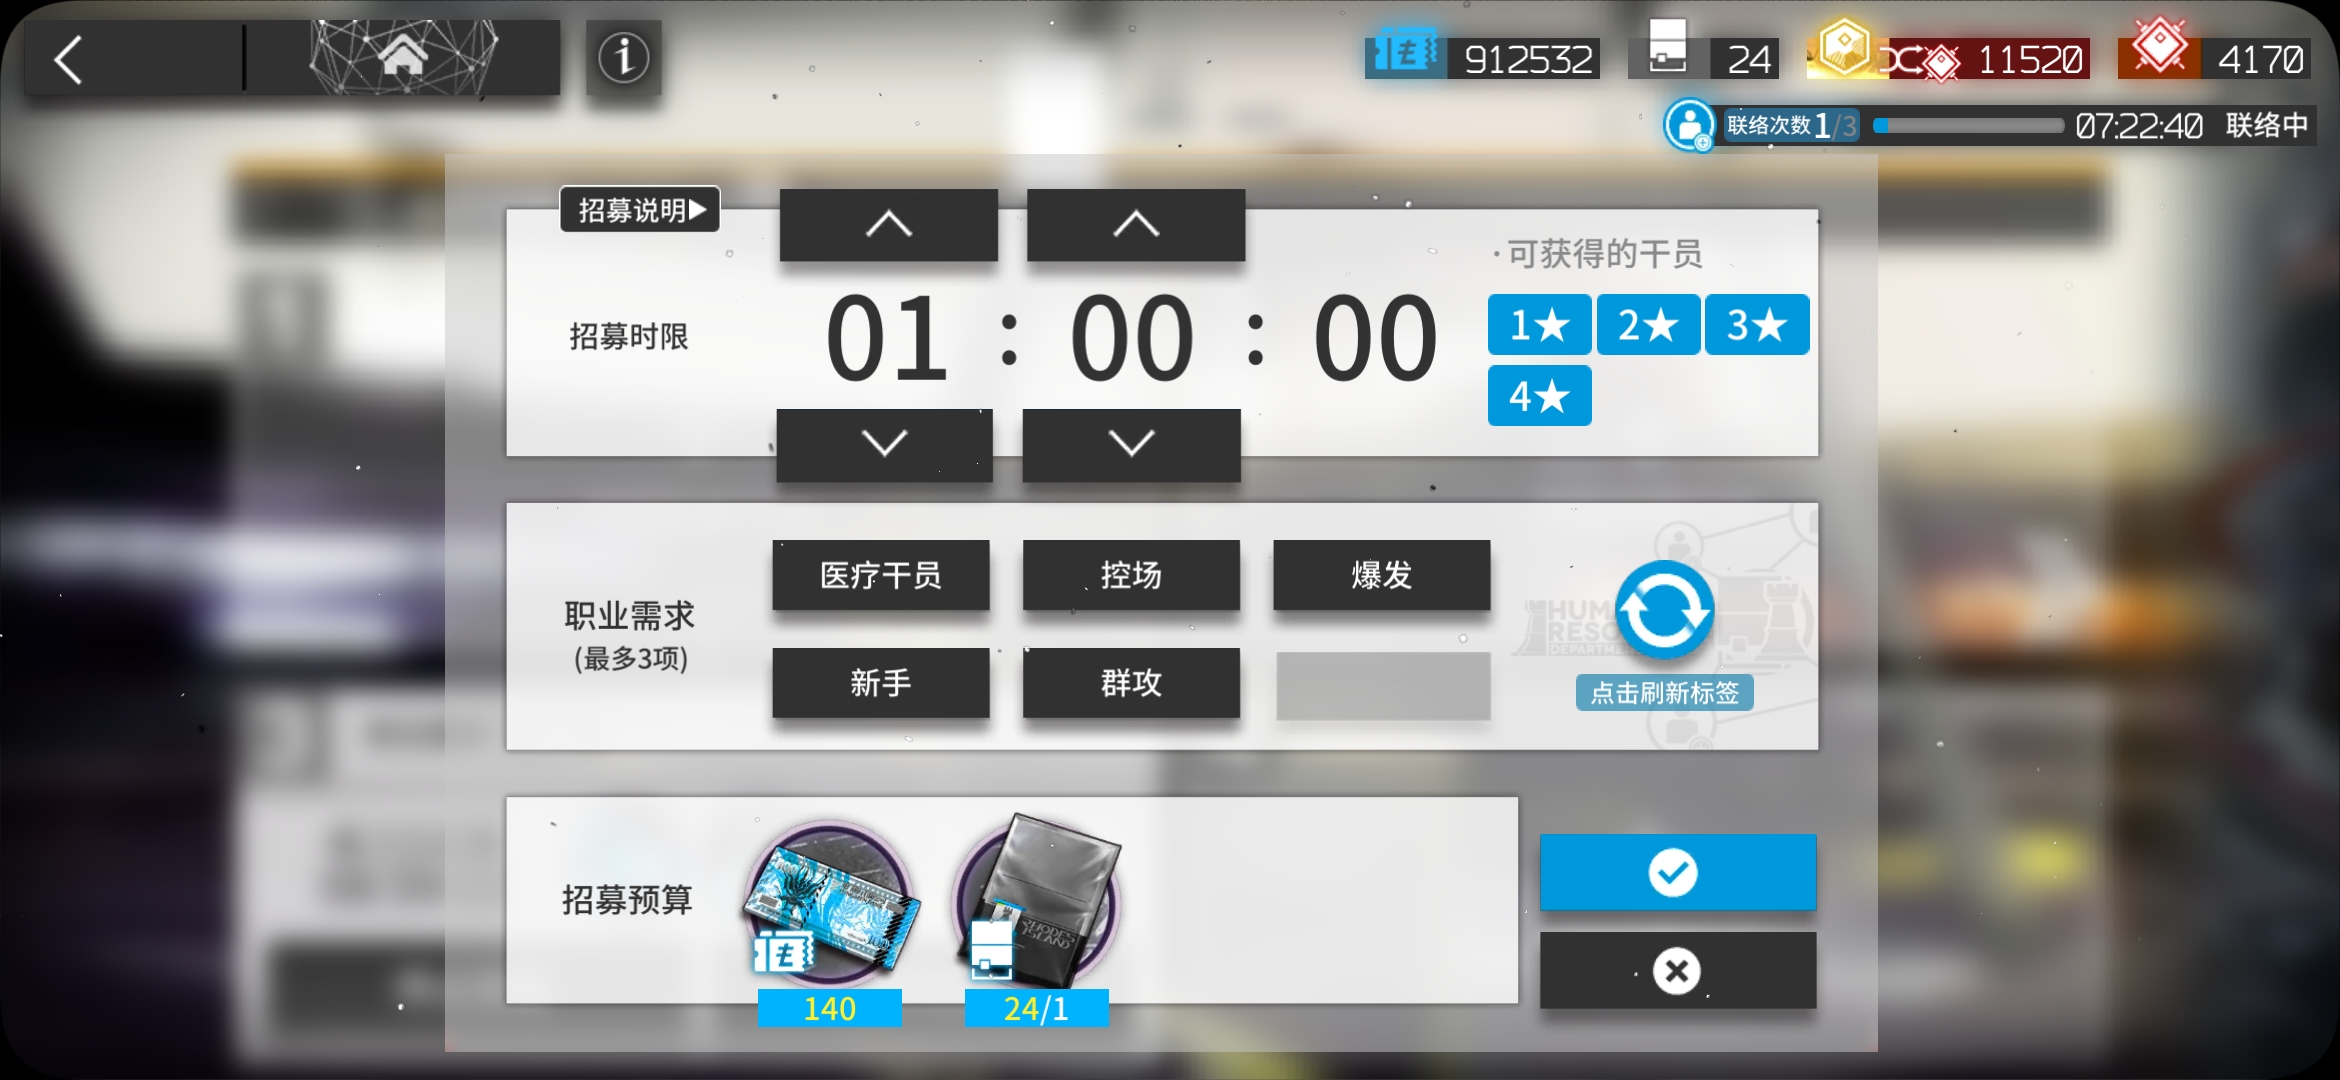 912532
24
11520
4170
联络次数1/3
07:22:40
联络中
招募说明▶
·可获得的干员
招募时限
01:00:00
1★ 2★ 3★
4★
医疗干员 控场 爆发
职业需求
(最多3项)
新手 群攻
点击刷新标签
招募预算
RHODES
ISLAND
140
24/1